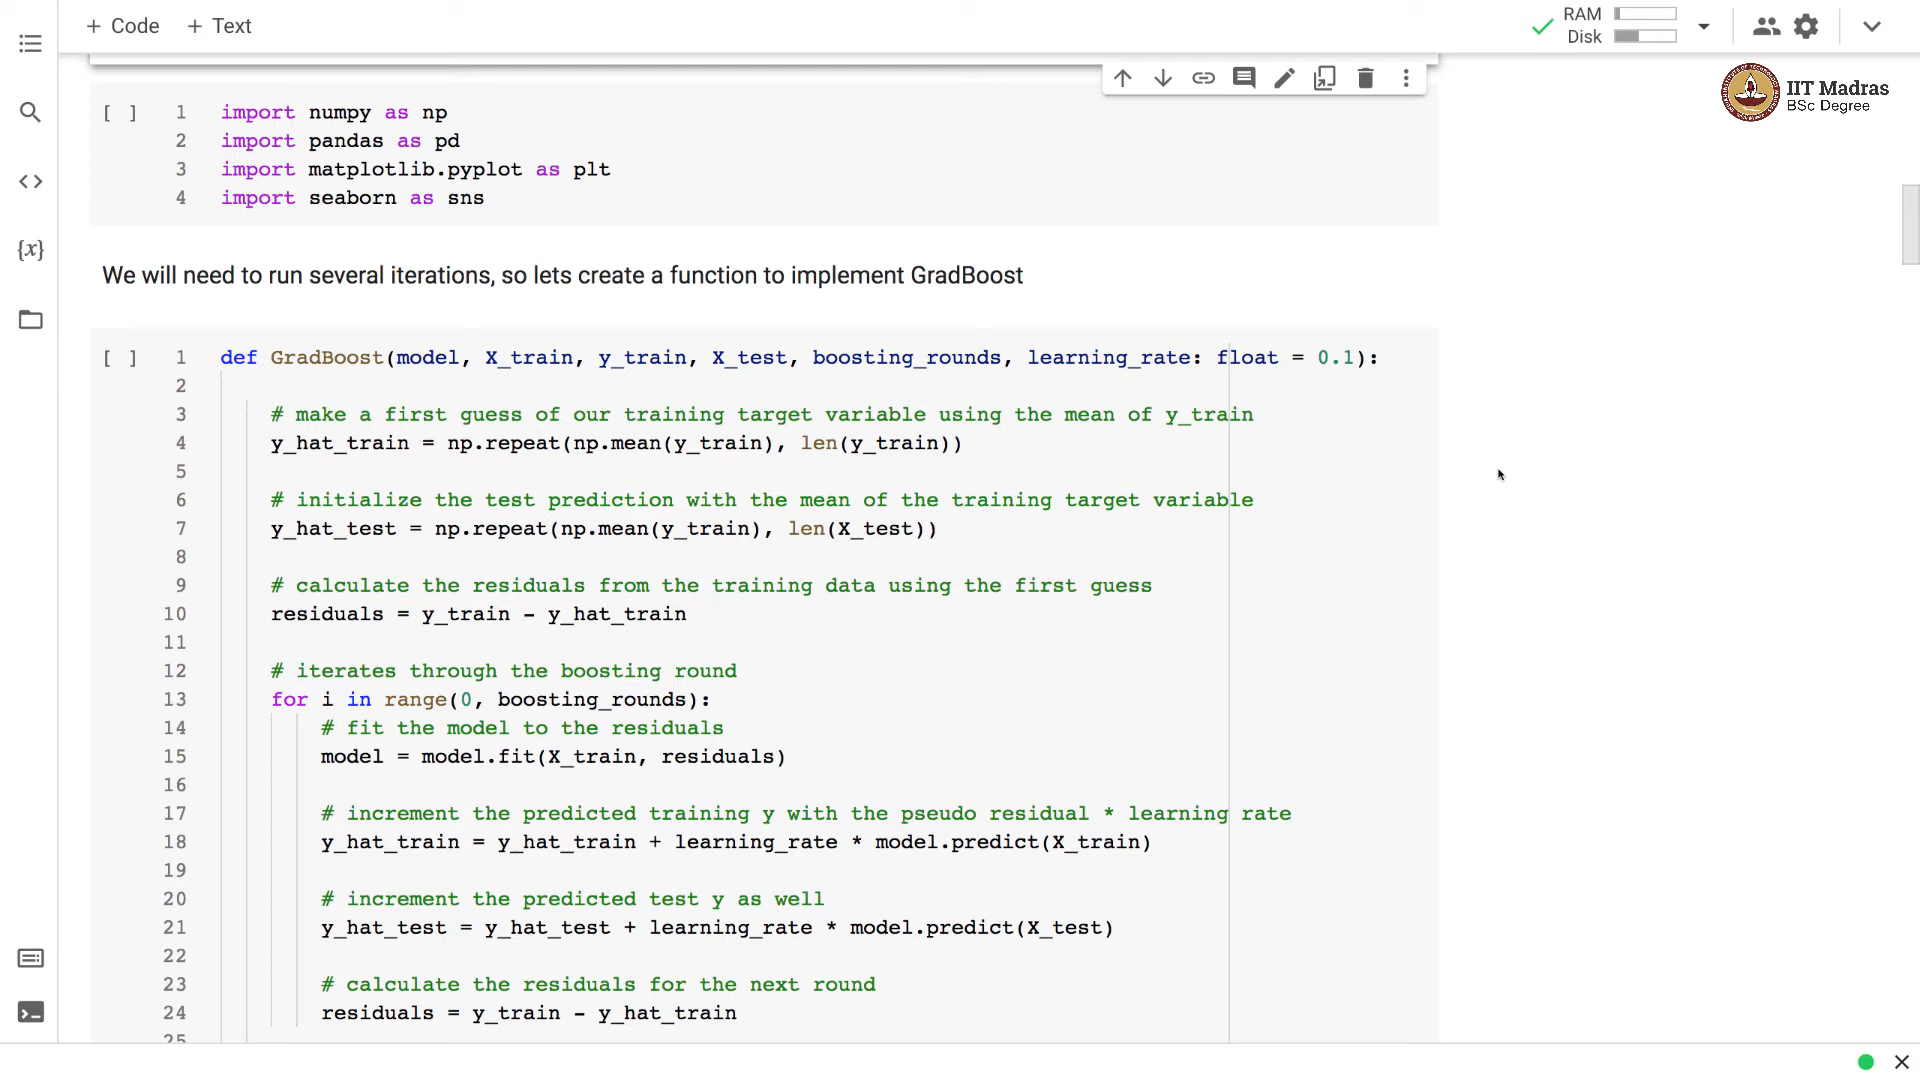 + Code + Text
RAM
Disk
IIT Madras
BSc Degree
[ ] 1 import numpy as np
2 import pandas as pd
3 import matplotlib.pyplot as plt
4 import seaborn as sns
{x}
We will need to run several iterations, so lets create a function to implement GradBoost
[ ] 1 def GradBoost(model, X_train, y_train, X_test, boosting_rounds, learning_rate: float = 0.1):
2
3 # make a first guess of our training target variable using the mean of y_train
4 y_hat_train = np.repeat(np.mean(y_train), len(y_train))
5
6 # initialize the test prediction with the mean of the training target variable
7 y_hat_test = np.repeat(np.mean(y_train), len(X_test))
8
9 # calculate the residuals from the training data using the first guess
10 residuals = y_train - y_hat_train
11
12 # iterates through the boosting round
13 for i in range(0, boosting_rounds):
14 # fit the model to the residuals
15 model = model.fit(X_train, residuals)
16
17 # increment the predicted training y with the pseudo residual * learning rate
18 y_hat_train = y_hat_train + learning_rate * model.predict(X_train)
19
20 # increment the predicted test y as well
21 y_hat_test = y_hat_test + learning_rate * model.predict(X_test)
22
23 # calculate the residuals for the next round
24 residuals = y_train - y_hat_train
25